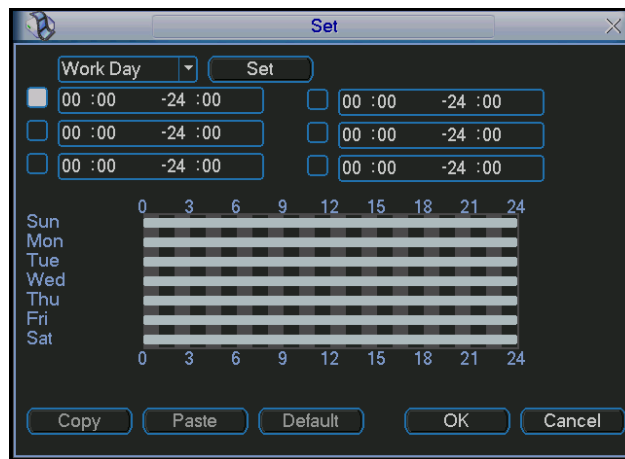 Set
Work Day Set
00 :00 -24 :00 00 :00 -24 :00
00 :00 -24 :00 00 :00 -24 :00
00 :00 -24 :00 00 :00 -24 :00
0 3 6 9 12 15 18 21 24
Sun
Mon
Tue
Wed
Thu
Fri
Sat
0 3 6 9 12 15 18 21 24
Copy Paste Default OK Cancel